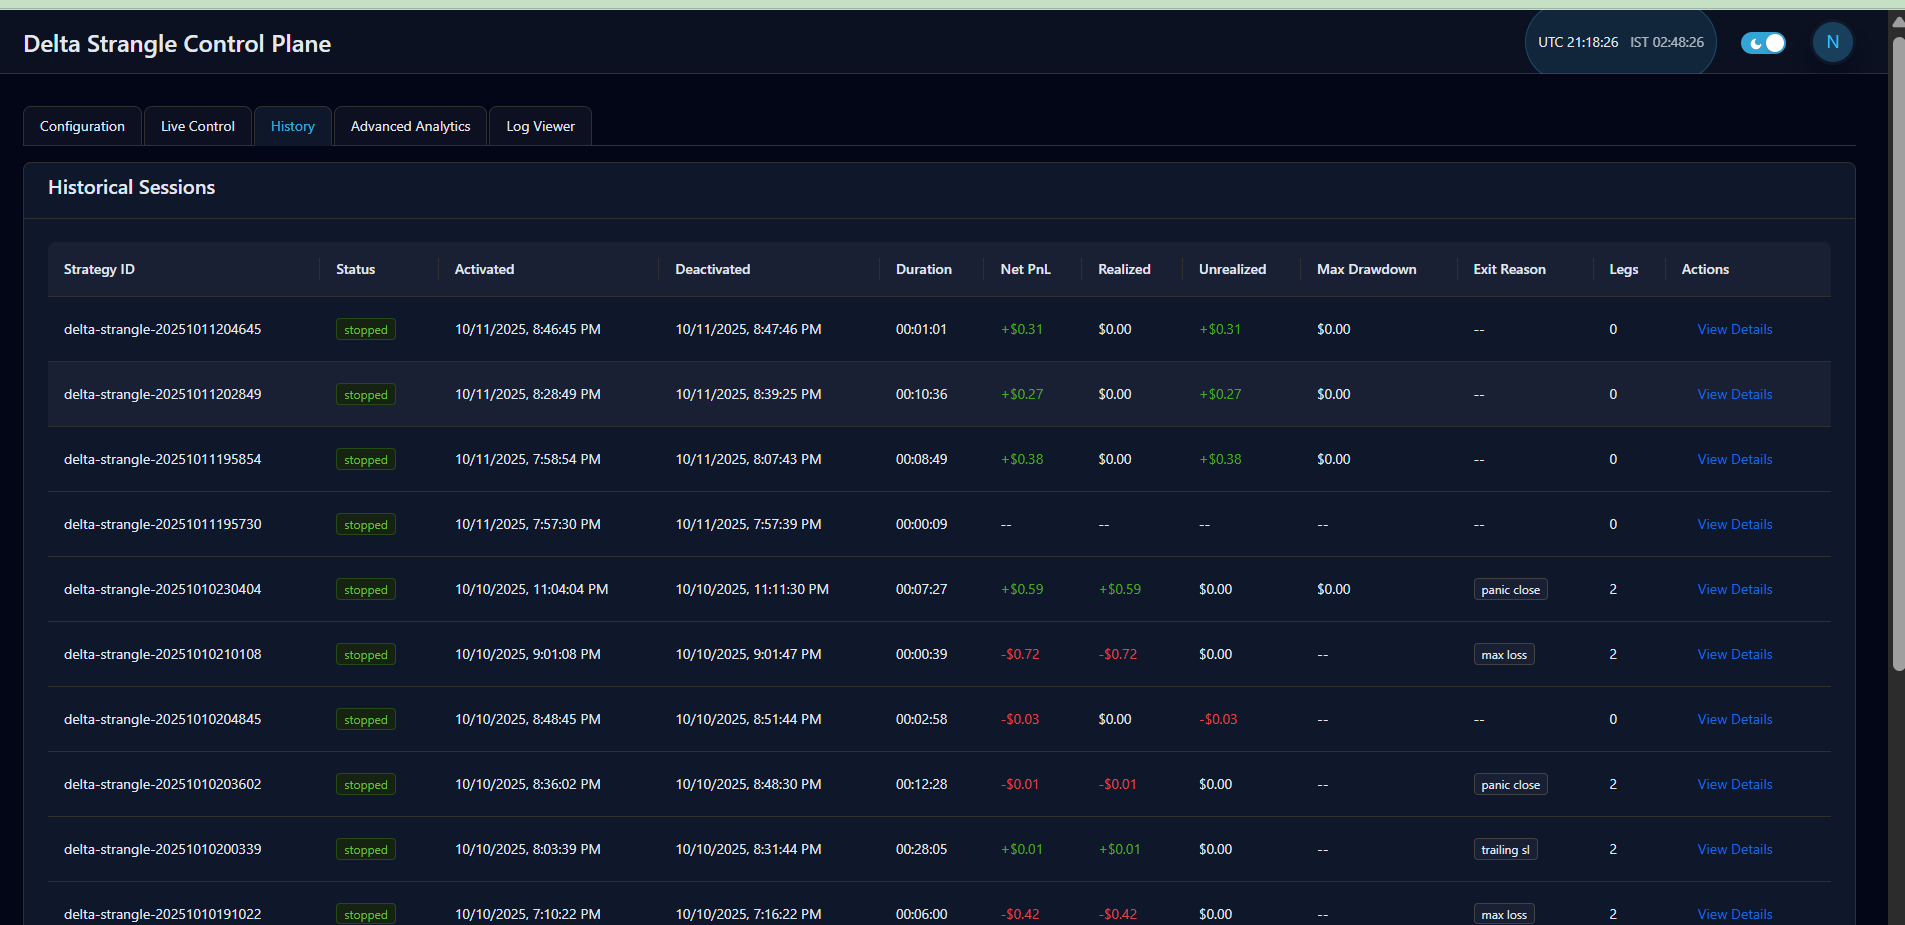 Delta Strangle Control Plane
UTC 21:18:26 IST 02:48:26
N
Configuration Live Control History Advanced Analytics Log Viewer
Historical Sessions
Strategy ID Status Activated Deactivated Duration Net PnL Realized Unrealized Max Drawdown Exit Reason Legs Actions
delta-strangle-20251011204645 stopped 10/11/2025, 8:46:45 PM 10/11/2025, 8:47:46 PM 00:01:01 +$0.31 $0.00 +$0.31 $0.00 -- 0 View Details
delta-strangle-20251011202849 stopped 10/11/2025, 8:28:49 PM 10/11/2025, 8:39:25 PM 00:10:36 +$0.27 $0.00 +$0.27 $0.00 -- 0 View Details
delta-strangle-20251011195854 stopped 10/11/2025, 7:58:54 PM 10/11/2025, 8:07:43 PM 00:08:49 +$0.38 $0.00 +$0.38 $0.00 -- 0 View Details
delta-strangle-20251011195730 stopped 10/11/2025, 7:57:30 PM 10/11/2025, 7:57:39 PM 00:00:09 -- -- -- -- -- 0 View Details
delta-strangle-20251010230404 stopped 10/10/2025, 11:04:04 PM 10/10/2025, 11:11:30 PM 00:07:27 +$0.59 +$0.59 $0.00 $0.00 panic close 2 View Details
delta-strangle-20251010210108 stopped 10/10/2025, 9:01:08 PM 10/10/2025, 9:01:47 PM 00:00:39 -$0.72 -$0.72 $0.00 -- max loss 2 View Details
delta-strangle-20251010204845 stopped 10/10/2025, 8:48:45 PM 10/10/2025, 8:51:44 PM 00:02:58 -$0.03 $0.00 -$0.03 -- -- 0 View Details
delta-strangle-20251010203602 stopped 10/10/2025, 8:36:02 PM 10/10/2025, 8:48:30 PM 00:12:28 -$0.01 -$0.01 $0.00 -- panic close 2 View Details
delta-strangle-20251010200339 stopped 10/10/2025, 8:03:39 PM 10/10/2025, 8:31:44 PM 00:28:05 +$0.01 +$0.01 $0.00 -- trailing sl 2 View Details
delta-strangle-20251010191022 stopped 10/10/2025, 7:10:22 PM 10/10/2025, 7:16:22 PM 00:06:00 -$0.42 -$0.42 $0.00 -- max loss 2 View Details